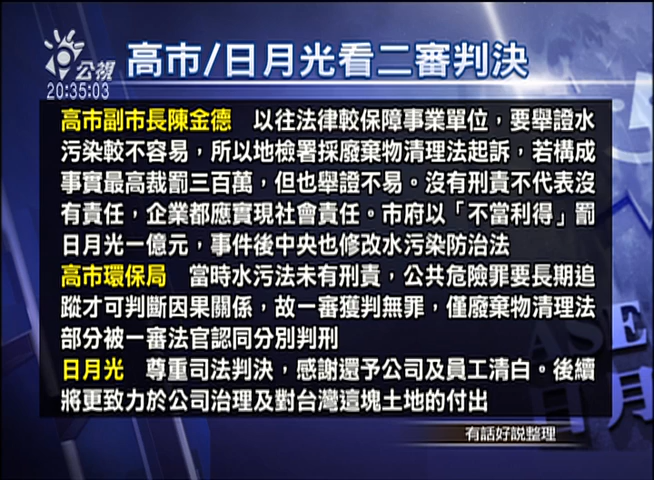 公視
高市/日月光看二審判決
20:35:03
高市副市長陳金德 以往法律較保障事業單位，要舉證水
污染較不容易，所以地檢署採廢棄物清理法起訴，若構成
事實最高裁罰三百萬，但也舉證不易。沒有刑責不代表沒
有責任，企業都應實現社會責任。市府以「不當利得」罰
日月光一億元，事件後中央也修改水污染防治法
高市環保局 當時水污法未有刑責，公共危險罪要長期追
蹤才可判斷因果關係，故一審獲判無罪，僅廢棄物清理法
部分被一審法官認同分別判刑
日月光 尊重司法判決，感謝還予公司及員工清白。後續
將更致力於公司治理及對台灣這塊土地的付出
ASE
日月
有話好說整理